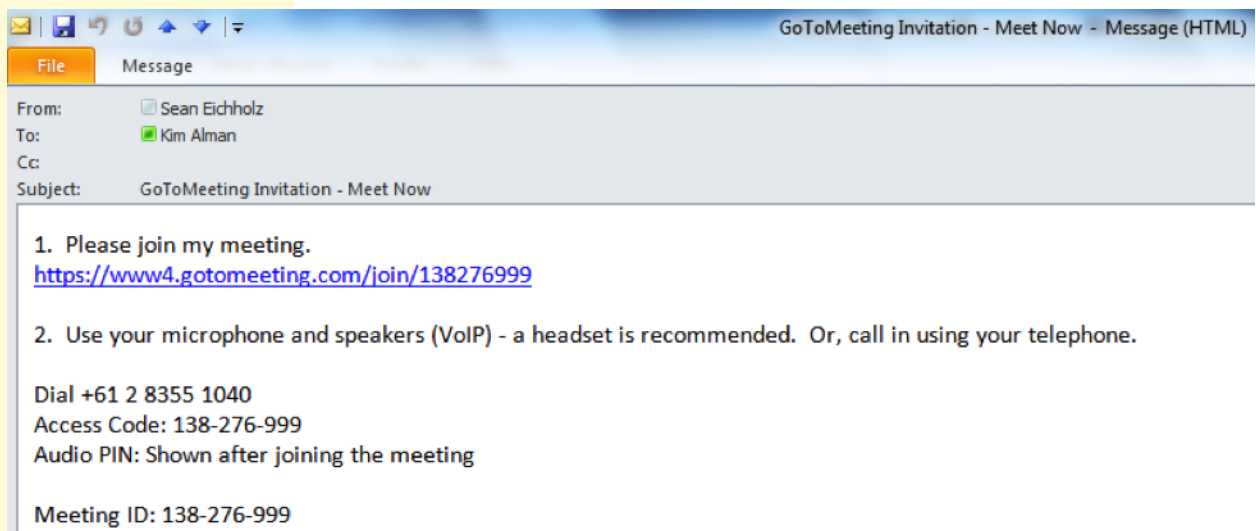 GoToMeeting Invitation - Meet Now - Message (HTML)
File Message
From: Sean Eichholz
To: Kim Alman
Cc:
Subject: GoToMeeting Invitation - Meet Now
1. Please join my meeting.
https://www4.gotomeeting.com/join/138276999
2. Use your microphone and speakers (VoIP) - a headset is recommended. Or, call in using your telephone.
Dial +61 2 8355 1040
Access Code: 138-276-999
Audio PIN: Shown after joining the meeting
Meeting ID: 138-276-999